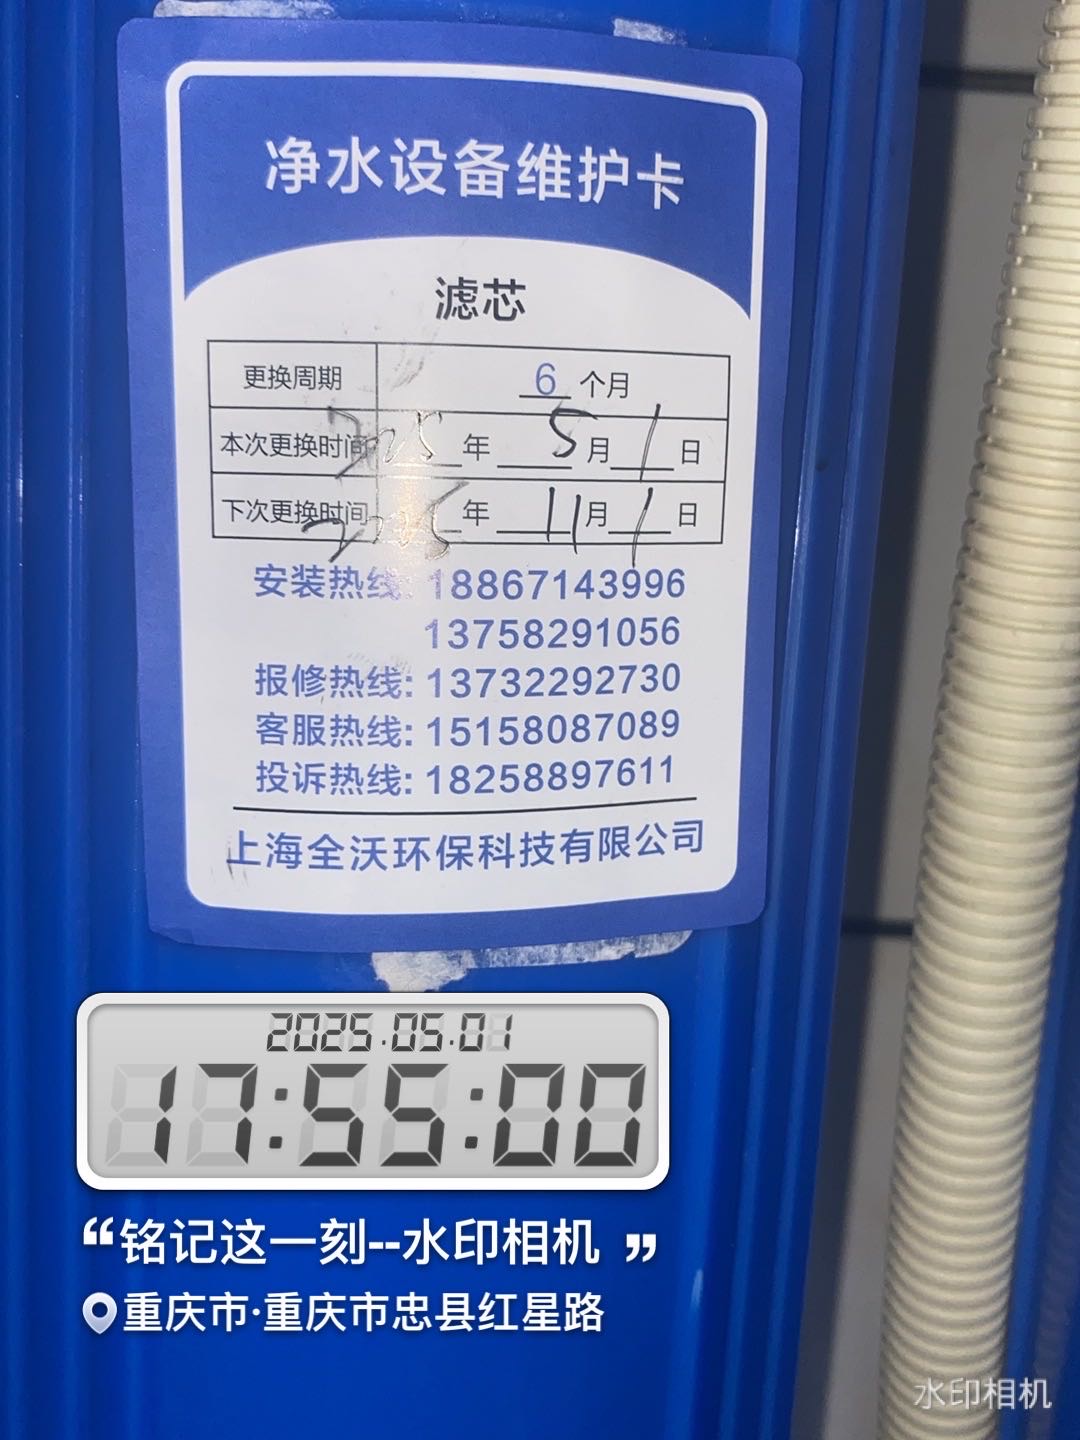 净水设备维护卡
滤芯
更换周期 6 个月
本次更换时间 2025 年 5 月 1 日
下次更换时间 2025 年 11 月 1 日
安装热线: 18867143996
13758291056
报修热线: 13732292730
客服热线: 15158087089
投诉热线: 18258897611
上海全沃环保科技有限公司
2025.05.01
17:55:00
“铭记这一刻--水印相机 ”
重庆市·重庆市忠县红星路
水印相机